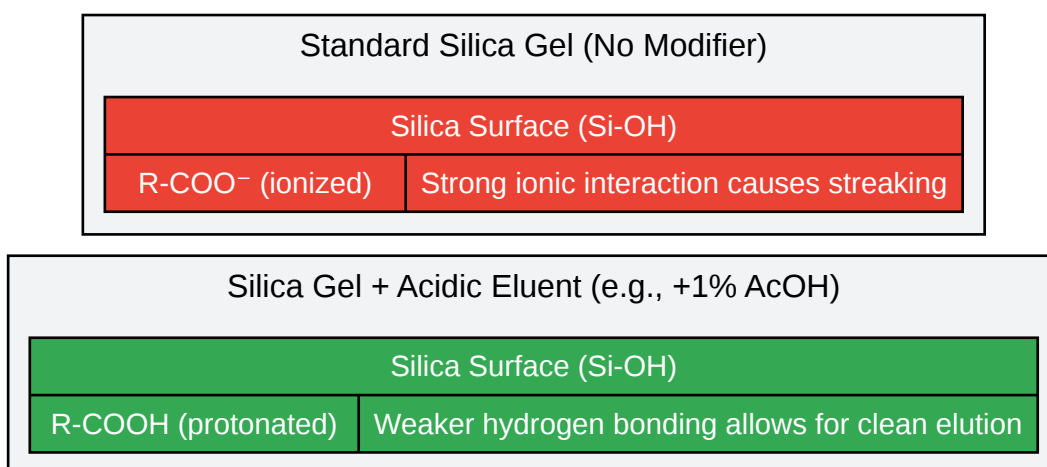 Standard Silica Gel (No Modifier)
Silica Surface (Si-OH)
R-COO⁻ (ionized)
Strong ionic interaction causes streaking
Silica Gel + Acidic Eluent (e.g., +1% AcOH)
Silica Surface (Si-OH)
R-COOH (protonated)
Weaker hydrogen bonding allows for clean elution